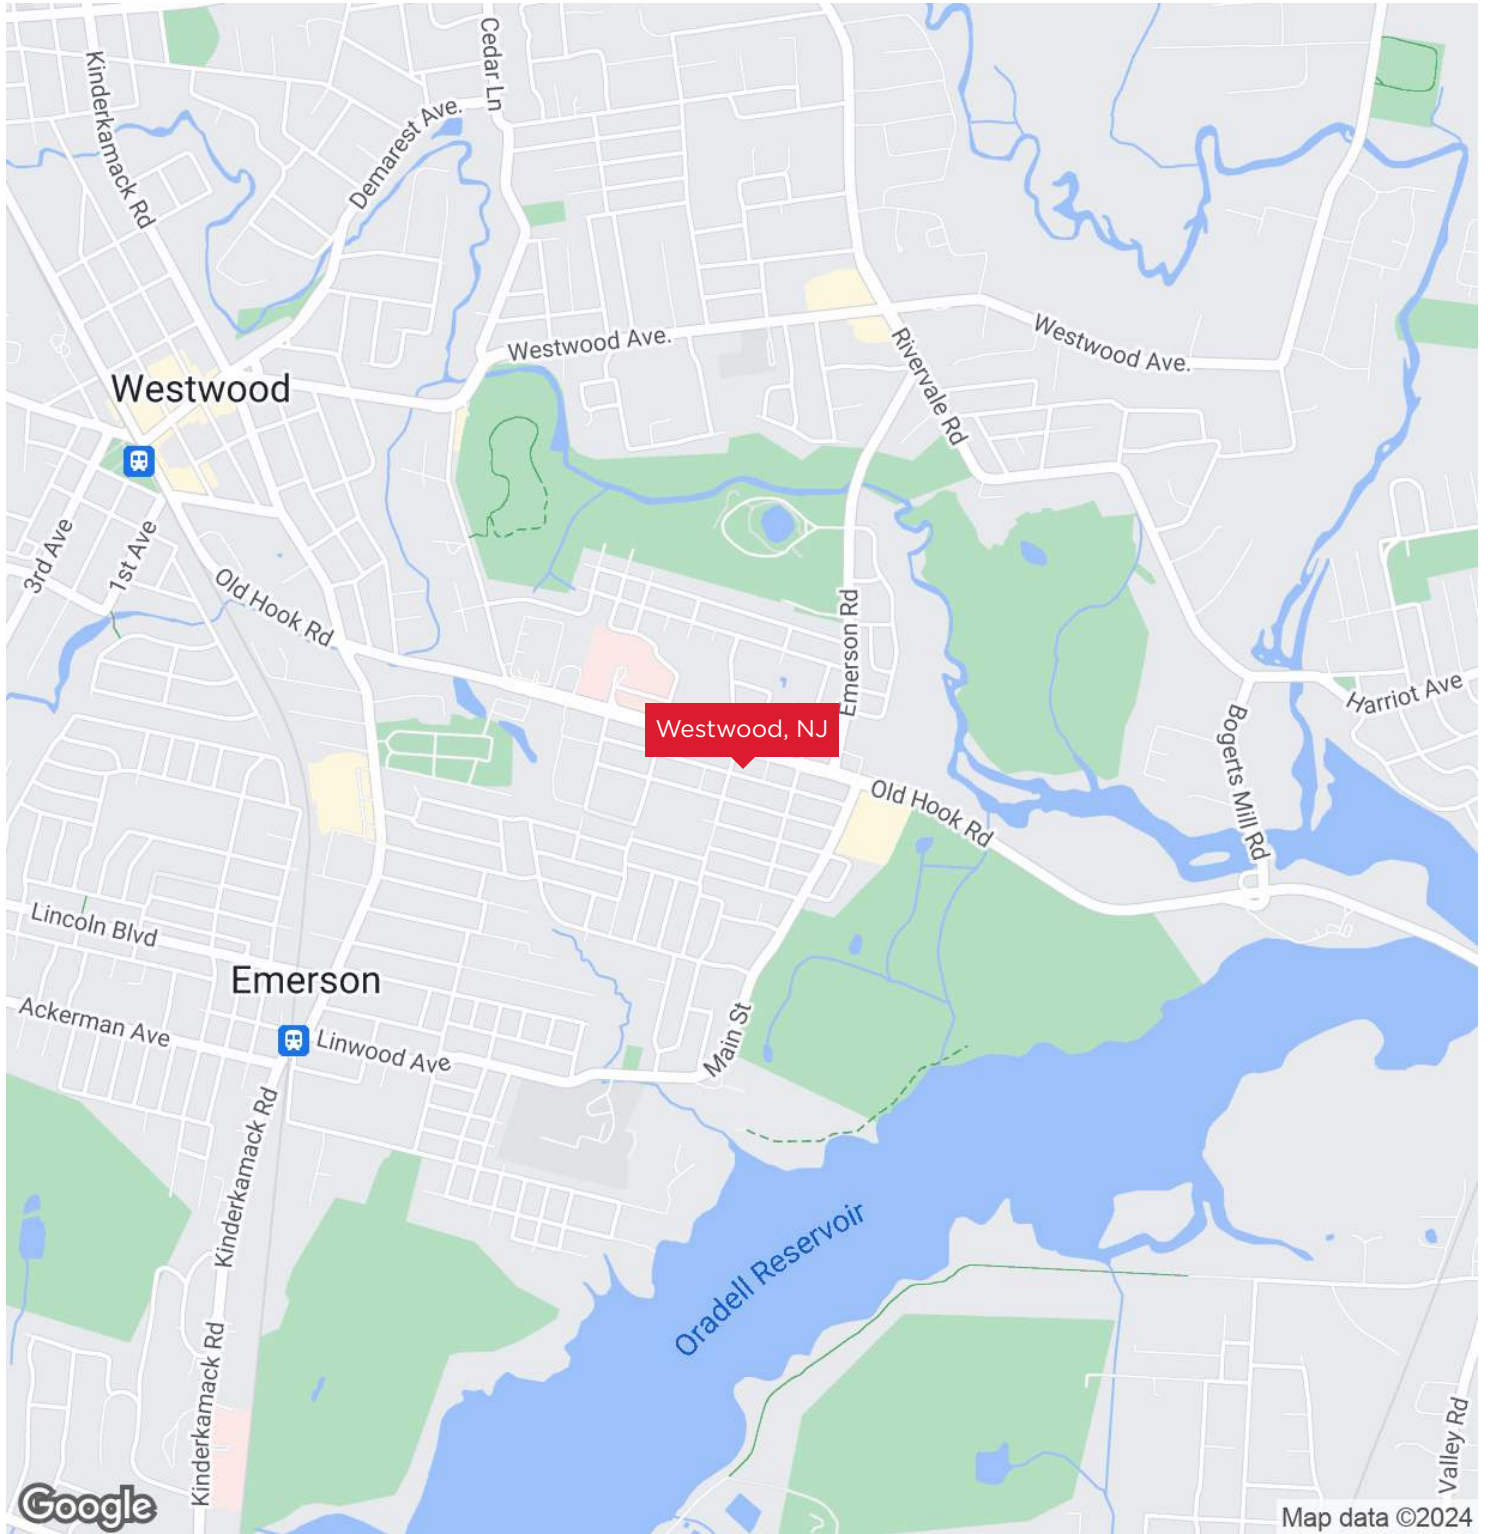 Cedar Ln
Kinderkamack Rd
Demarest Ave.
Westwood Ave.
Westwood Ave.
Rivervale Rd
Westwood
3rd Ave
1st Ave
Old Hook Rd
Emerson Rd
Harriot Ave
Westwood, NJ
Bogerts Mill Rd
Old Hook Rd
Lincoln Blvd
Emerson
Ackerman Ave
Linwood Ave
Main St
Kinderkamack Rd
Oradell Reservoir
Kinderkamack Rd
Valley Rd
Google
Map data ©2024